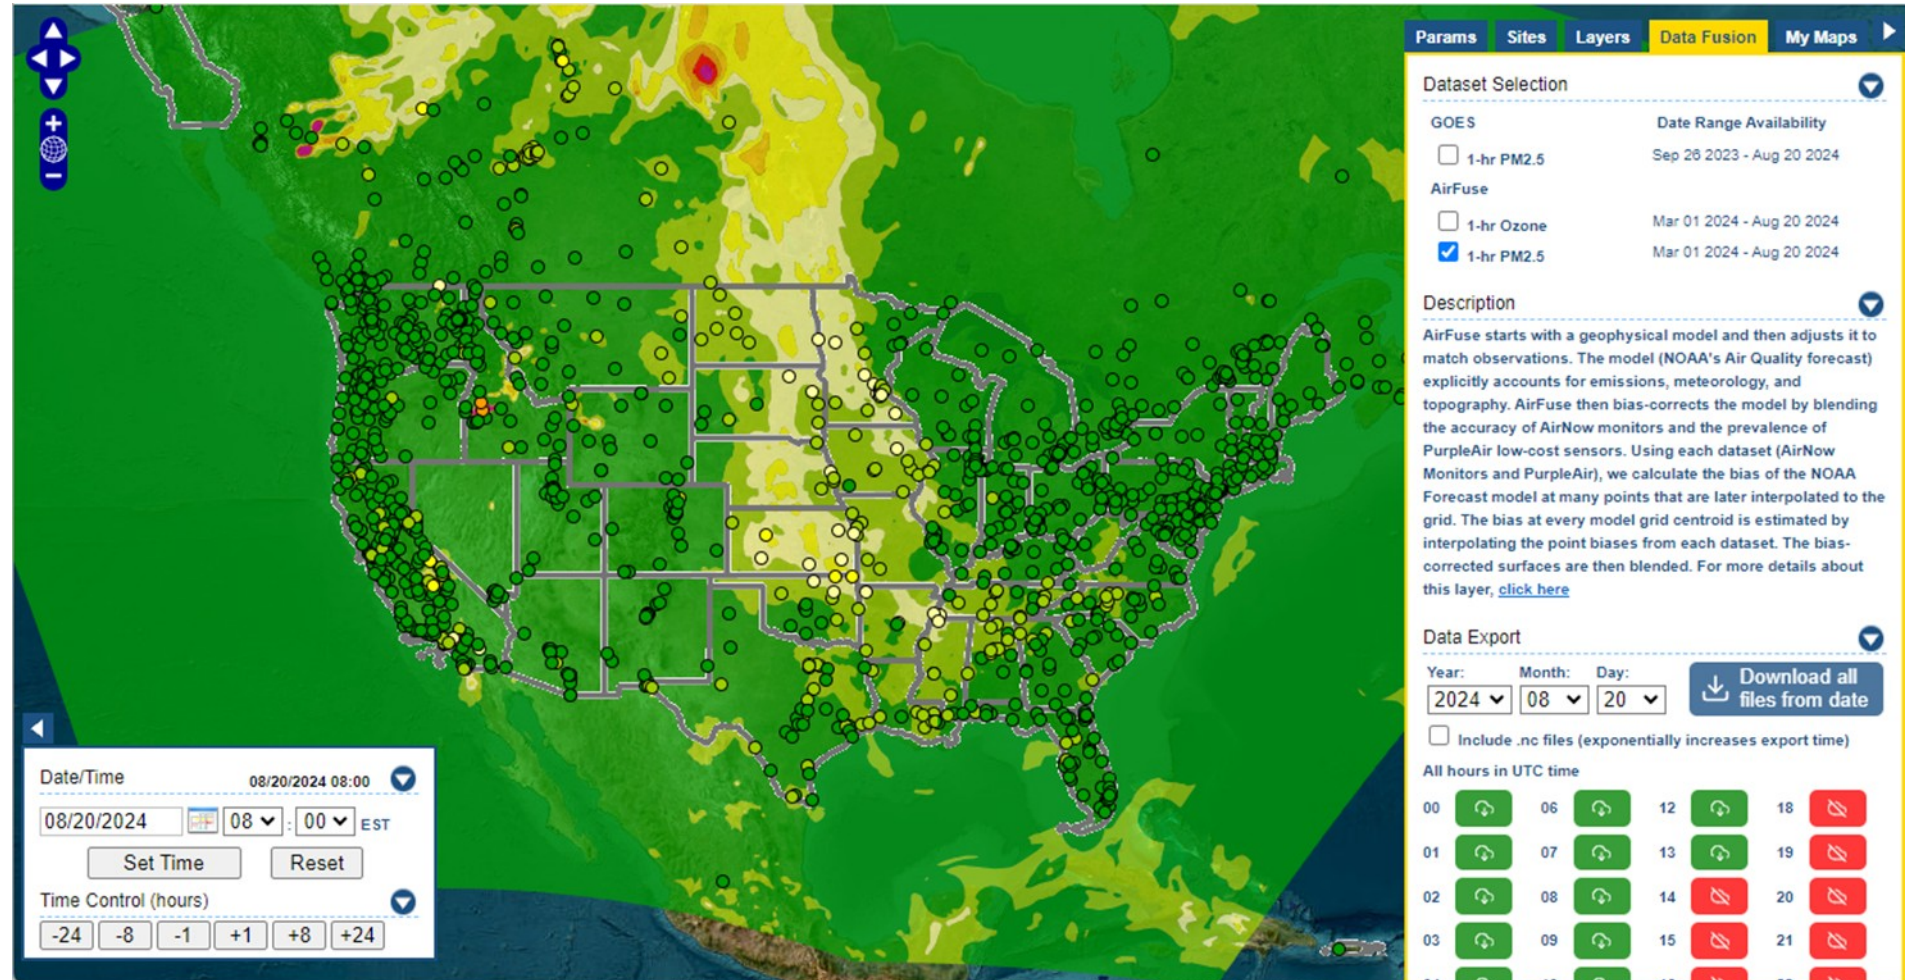 Params Sites Layers Data Fusion My Maps
Dataset Selection
GOES Date Range Availability
1-hr PM2.5 Sep 26 2023 - Aug 20 2024
AirFuse
1-hr Ozone Mar 01 2024 - Aug 20 2024
1-hr PM2.5 Mar 01 2024 - Aug 20 2024
Description
AirFuse starts with a geophysical model and then adjusts it to
match observations. The model (NOAA's Air Quality forecast)
explicitly accounts for emissions, meteorology, and
topography. AirFuse then bias-corrects the model by blending
the accuracy of AirNow monitors and the prevalence of
PurpleAir low-cost sensors. Using each dataset (AirNow
Monitors and PurpleAir), we calculate the bias of the NOAA
Forecast model at many points that are later interpolated to the
grid. The bias at every model grid centroid is estimated by
interpolating the point biases from each dataset. The bias-
corrected surfaces are then blended. For more details about
this layer, click here
Data Export
Year: Month: Day:
2024 08 20
Download all
files from date
Include .nc files (exponentially increases export time)
All hours in UTC time
00 06 12 18
01 07 13 19
02 08 14 20
03 09 15 21
Date/Time 08/20/2024 08:00
08/20/2024 08 : 00 EST
Set Time Reset
Time Control (hours)
-24 -8 -1 +1 +8 +24